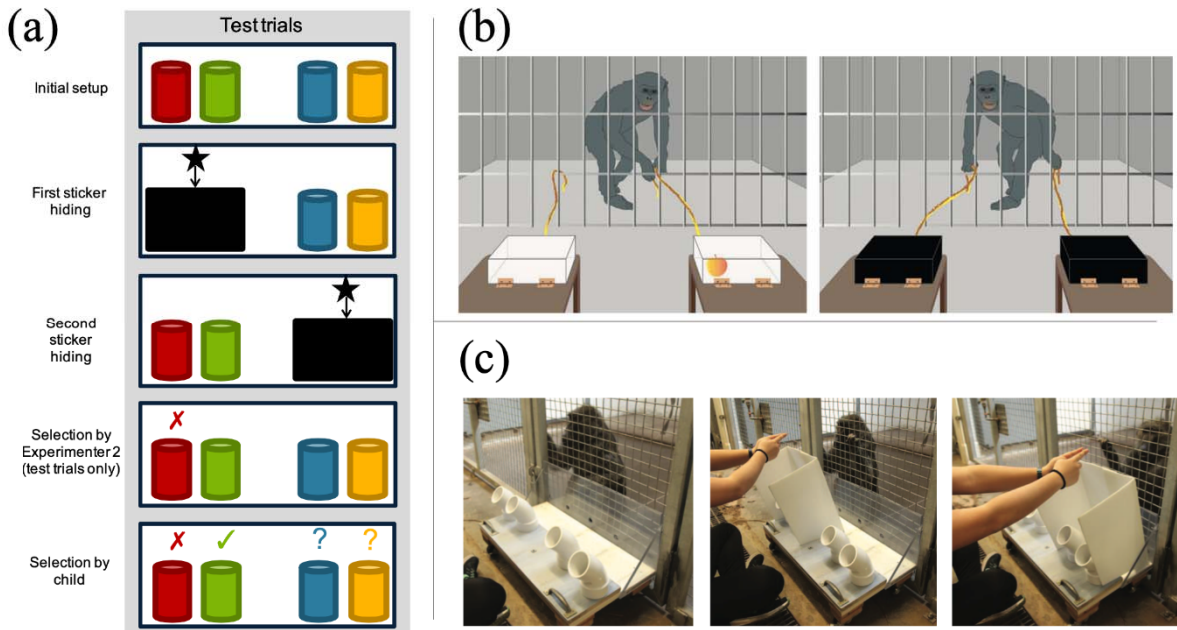 (a)
Test trials
Initial setup
First sticker
hiding
Second
sticker
hiding
Selection by
Experimenter 2
(test trials only)
Selection by
child
✗
✗ ✓ ? ?
(b)
(c)